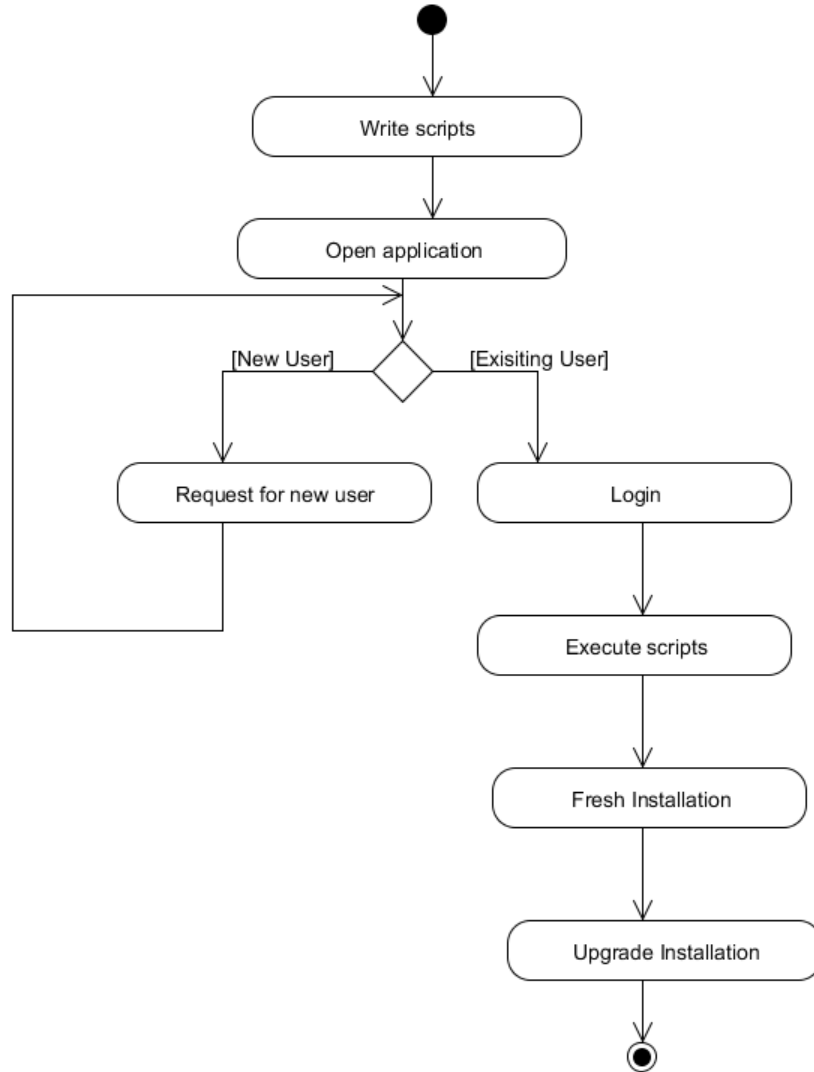 Write scripts
Open application
[New User]
[Exisiting User]
Request for new user
Login
Execute scripts
Fresh Installation
Upgrade Installation